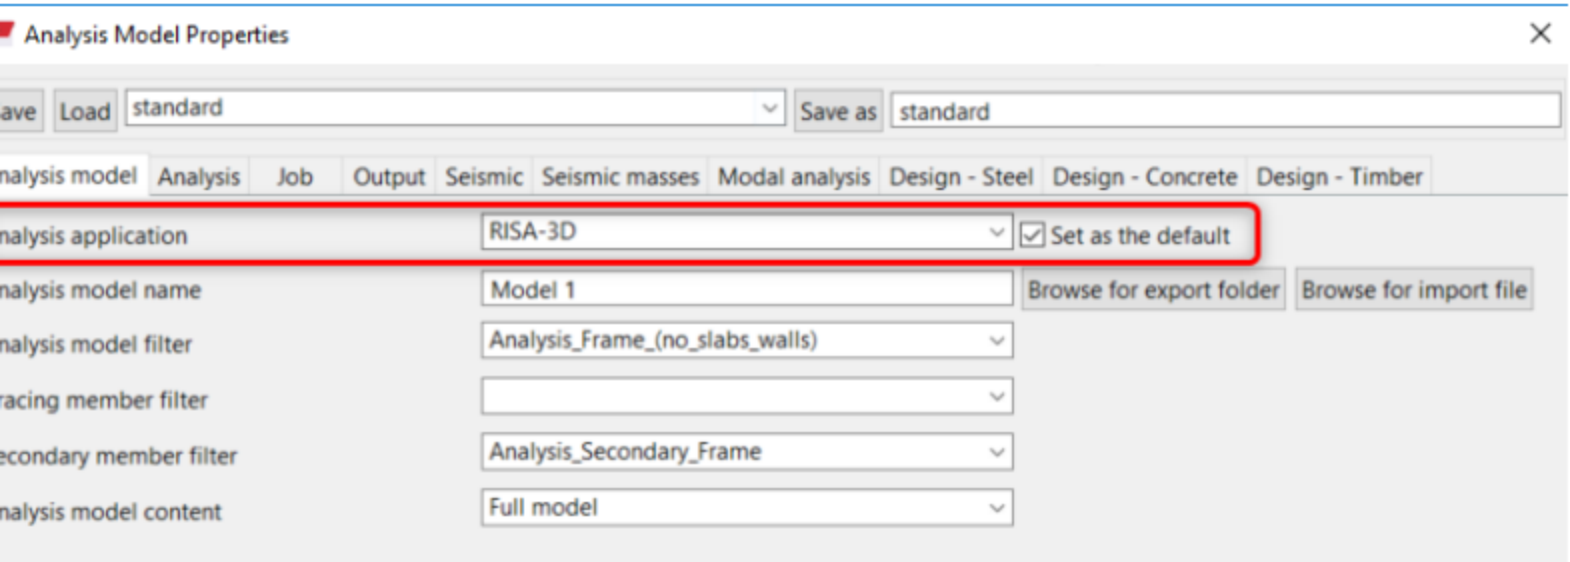 Analysis Model Properties
ave Load standard Save as standard
nalysis model Analysis Job Output Seismic Seismic masses Modal analysis Design - Steel Design - Concrete Design - Timber
nalysis application RISA-3D Set as the default
nalysis model name Model 1 Browse for export folder Browse for import file
nalysis model filter Analysis_Frame_(no_slabs_walls)
racing member filter
econdary member filter Analysis_Secondary_Frame
nalysis model content Full model